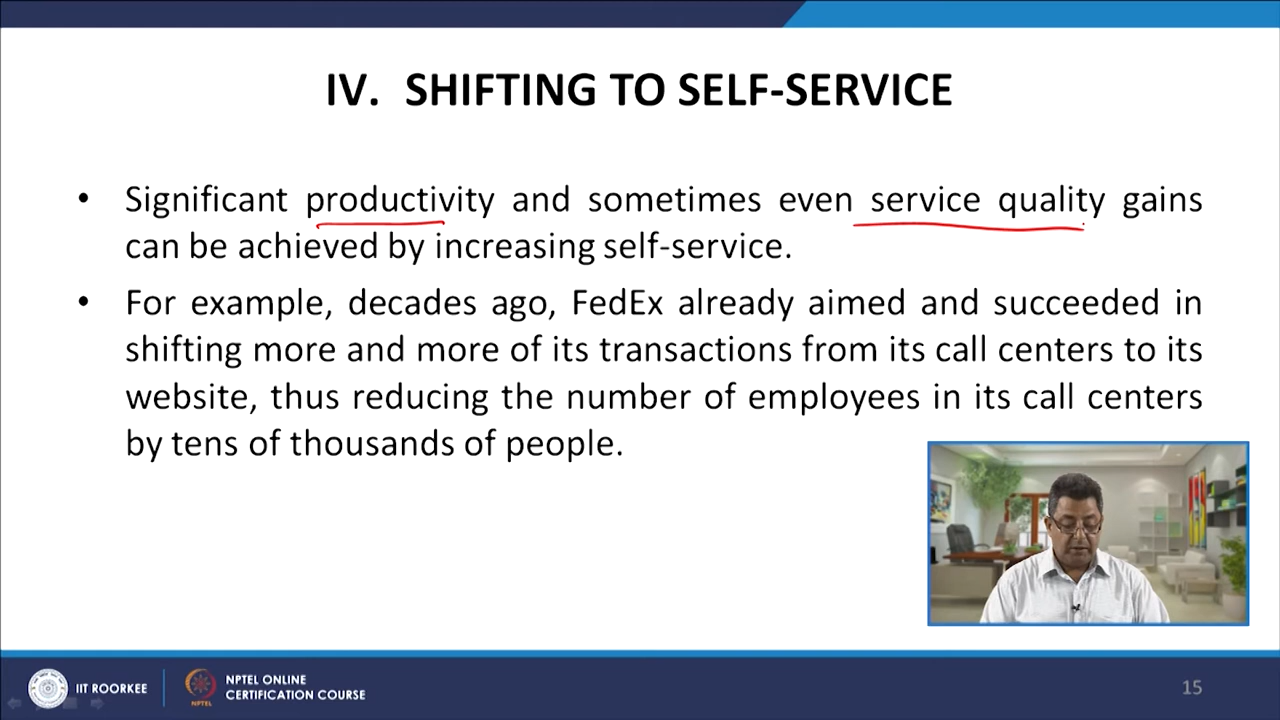 IV. SHIFTING TO SELF-SERVICE
• Significant productivity and sometimes even service quality gains
can be achieved by increasing self-service.
• For example, decades ago, FedEx already aimed and succeeded in
shifting more and more of its transactions from its call centers to its
website, thus reducing the number of employees in its call centers
by tens of thousands of people.
IIT ROORKEE
NPTEL ONLINE
CERTIFICATION COURSE
NPTEL
15